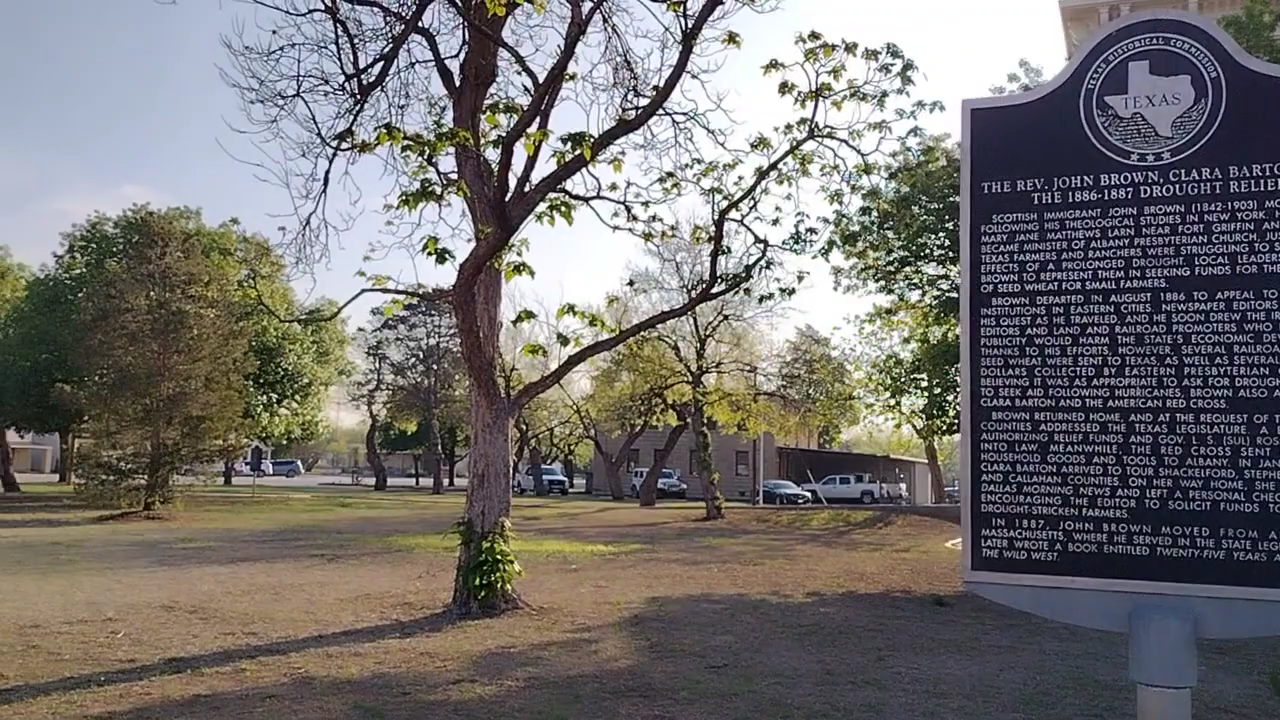 TEXAS HISTORICAL COMMISSION
TEXAS
THE REV. JOHN BROWN, CLARA BARTO
THE 1886-1887 DROUGHT RELIE
SCOTTISH IMMIGRANT JOHN BROWN (1842-1903) MO
FOLLOWING HIS THEOLOGICAL STUDIES IN NEW YORK.
MARY JANE MATTHEWS LARN NEAR FORT GRIFFIN AN
BECAME MINISTER OF ALBANY PRESBYTERIAN CHURCH, JUS
TEXAS FARMERS AND RANCHERS WERE STRUGGLING TO S
EFFECTS OF A PROLONGED DROUGHT. LOCAL LEADERS
BROWN TO REPRESENT THEM IN SEEKING FUNDS FOR THE
OF SEED WHEAT FOR SMALL FARMERS.
BROWN DEPARTED IN AUGUST 1886 TO APPEAL TO
INSTITUTIONS IN EASTERN CITIES. NEWSPAPER EDITORS
HIS QUEST AS HE TRAVELED, AND HE SOON DREW THE IR
EDITORS AND LAND AND RAILROAD PROMOTERS WHO
PUBLICITY WOULD HARM THE STATE'S ECONOMIC DEV
THANKS TO HIS EFFORTS, HOWEVER, SEVERAL RAILROA
SEED WHEAT WERE SENT TO TEXAS, AS WELL AS SEVERAL
DOLLARS COLLECTED BY EASTERN PRESBYTERIAN
BELIEVING IT WAS AS APPROPRIATE TO ASK FOR DROUGH
TO SEEK AID FOLLOWING HURRICANES, BROWN ALSO A
CLARA BARTON AND THE AMERICAN RED CROSS.
BROWN RETURNED HOME, AND AT THE REQUEST OF T
COUNTIES ADDRESSED THE TEXAS LEGISLATURE. A
AUTHORIZING RELIEF FUNDS AND GOV. L. S. (SUL) ROS
INTO LAW. MEANWHILE, THE RED CROSS SENT
HOUSEHOLD GOODS AND TOOLS TO ALBANY. IN JAN
CLARA BARTON ARRIVED TO TOUR SHACKELFORD, STEPHE
AND CALLAHAN COUNTIES. ON HER WAY HOME, SHE
DALLAS MORNING NEWS AND LEFT A PERSONAL CHEC
ENCOURAGING THE EDITOR TO SOLICIT FUNDS TO
DROUGHT-STRICKEN FARMERS.
IN 1887, JOHN BROWN MOVED FROM A
MASSACHUSETTS, WHERE HE SERVED IN THE STATE LEG
LATER WROTE A BOOK ENTITLED TWENTY-FIVE YEARS A
THE WILD WEST.